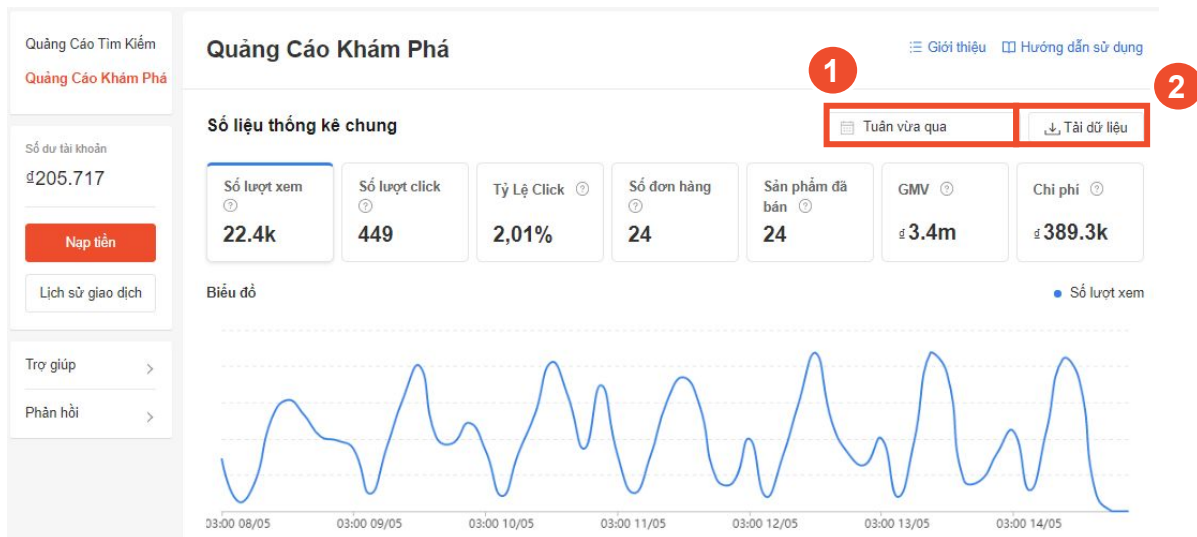 Quảng Cáo Tìm Kiếm
Quảng Cáo Khám Phá
Số dư tài khoản
₫205.717
Nạp tiền
Lịch sử giao dịch
Trợ giúp
Phản hồi
Quảng Cáo Khám Phá
Giới thiệu
Hướng dẫn sử dụng
1
2
Số liệu thống kê chung
Tuần vừa qua
Tải dữ liệu
Số lượt xem
22.4k
Số lượt click
449
Tỷ Lệ Click
2,01%
Số đơn hàng
24
Sản phẩm đã
bán
24
GMV
₫3.4m
Chi phí
₫389.3k
Biểu đồ
Số lượt xem
03:00 08/05
03:00 09/05
03:00 10/05
03:00 11/05
03:00 12/05
03:00 13/05
03:00 14/05